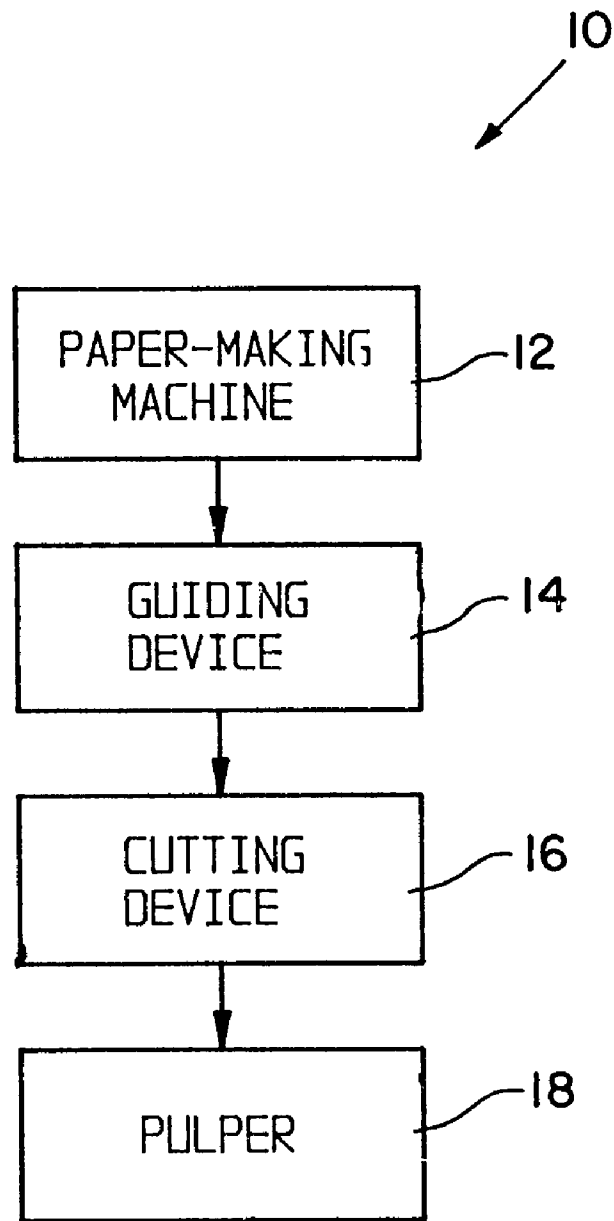 10
PAPER-MAKING
MACHINE
12
GUIDING
DEVICE
14
CUTTING
DEVICE
16
PULPER
18